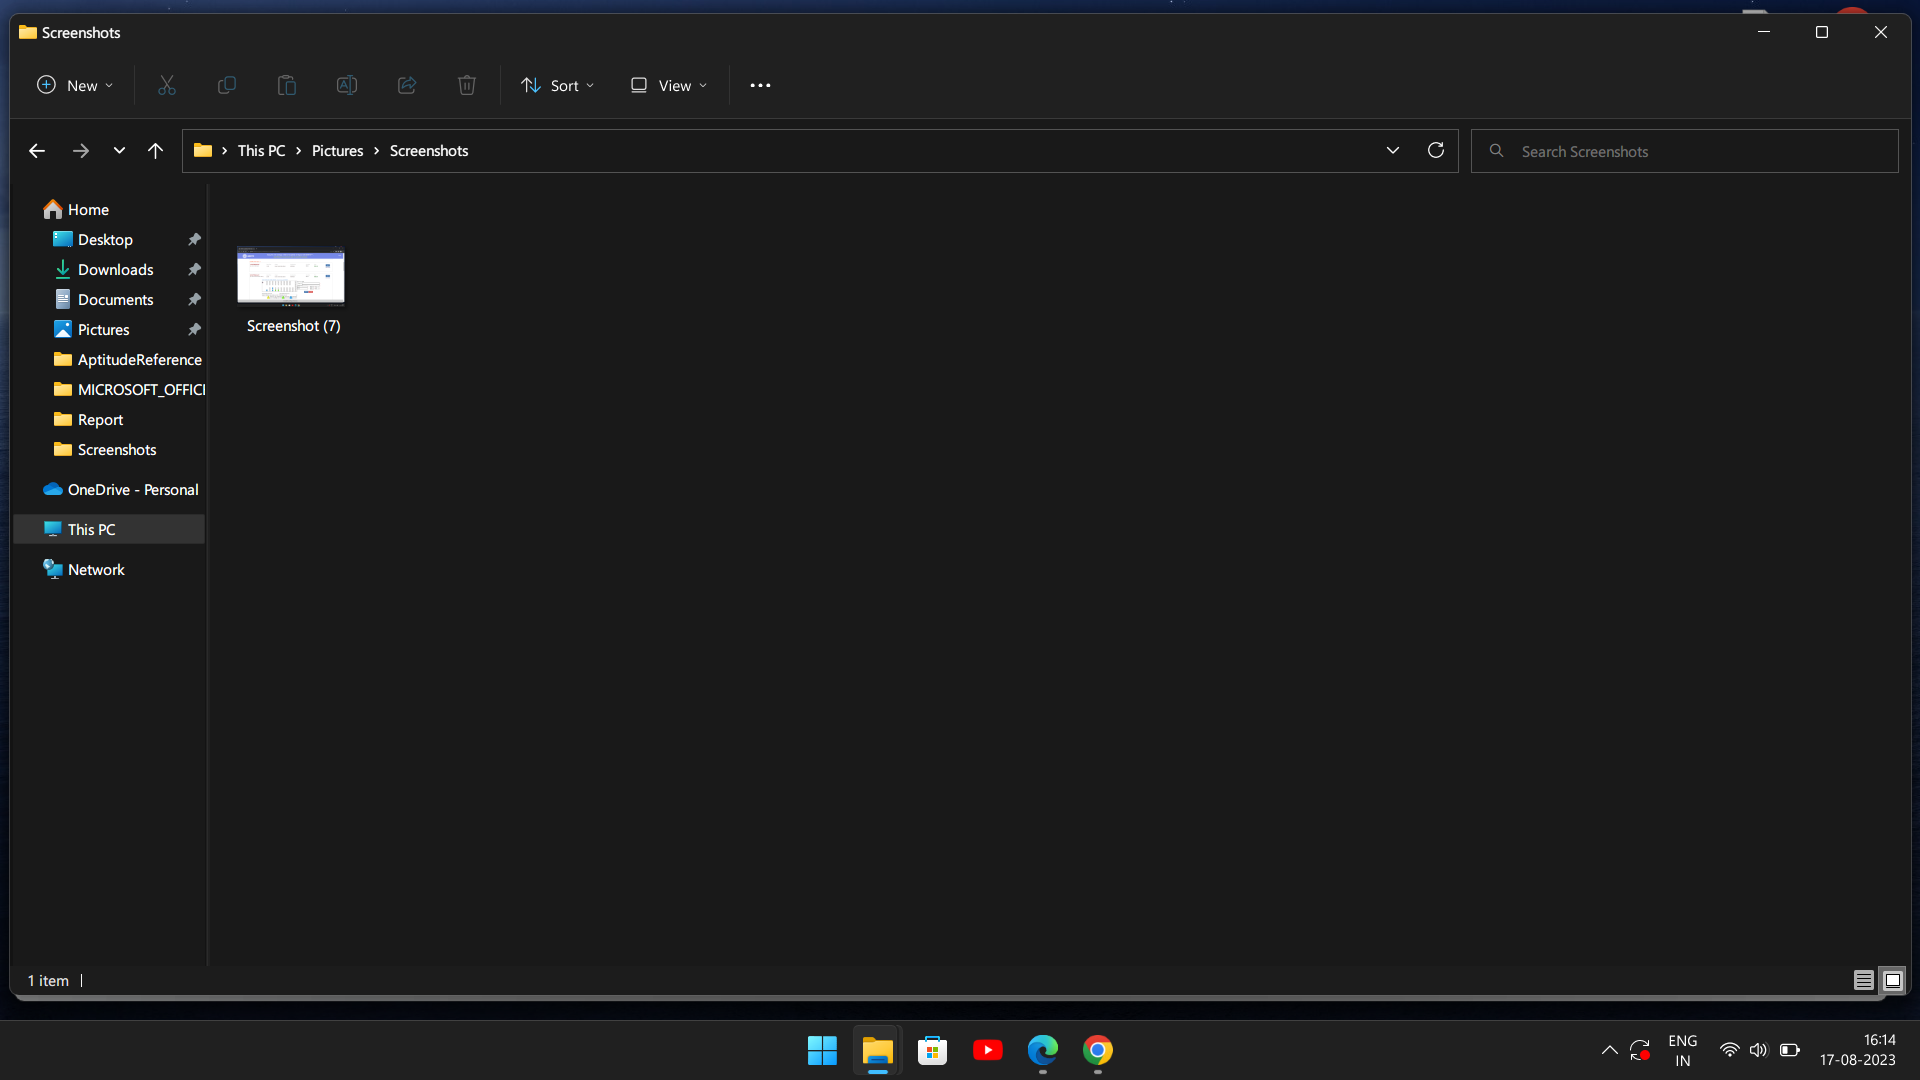 Screenshots
New
Sort
View
This PC
Pictures
Screenshots
Search Screenshots
Home
Desktop
Downloads
Documents
Pictures
AptitudeReference
MICROSOFT_OFFICE
Report
Screenshots
OneDrive - Personal
This PC
Network
Screenshot (7)
1 item
ENG
IN
16:14
17-08-2023